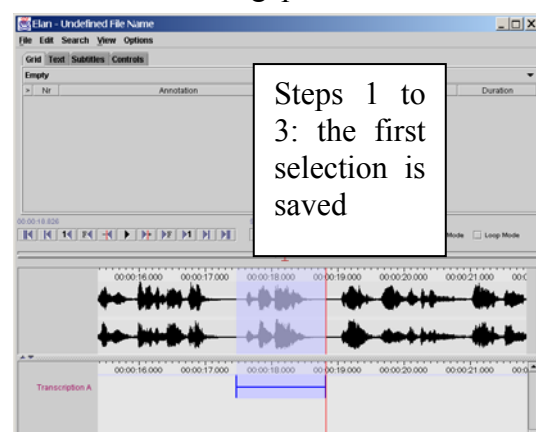 Elan - Undefined File Name
File Edit Search View Options
Grid Text Subtitles Controls
Empty
> Nr Annotation Duration
Steps 1 to
3: the first
selection is
saved
00:00:18.826
Mode Loop Mode
00:00:16.000 00:00:17.000 00:00:18.000 00:00:19.000 00:00:20.000 00:00:21.000 00:0
00:00:16.000 00:00:17.000 00:00:18.000 00:00:19.000 00:00:20.000 00:00:21.000 00:0
Transcription A